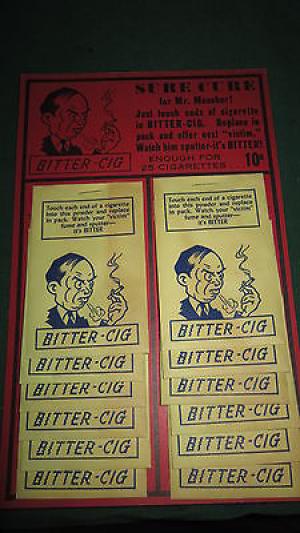 SURE CURE
for Mr. Moocher!
Just touch ends of cigarette
in BITTER-CIG. Replace in
pack and offer next "victim."
Watch him sputter-it's BITTER!
ENOUGH FOR
25 CIGARETTES
10¢
BITTER-CIG
Touch each end of a cigarette
into this powder and replace
in pack. Watch your "victim"
fume and sputter—
it's BITTER
BITTER-CIG
BITTER-CIG
BITTER-CIG
BITTER-CIG
BITTER-CIG
BITTER-CIG
Touch each end of a cigarette
into this powder and replace
in pack. Watch your "victim"
fume and sputter—
it's BITTER
BITTER-CIG
BITTER-CIG
BITTER-CIG
BITTER-CIG
BITTER-CIG
BITTER-CIG